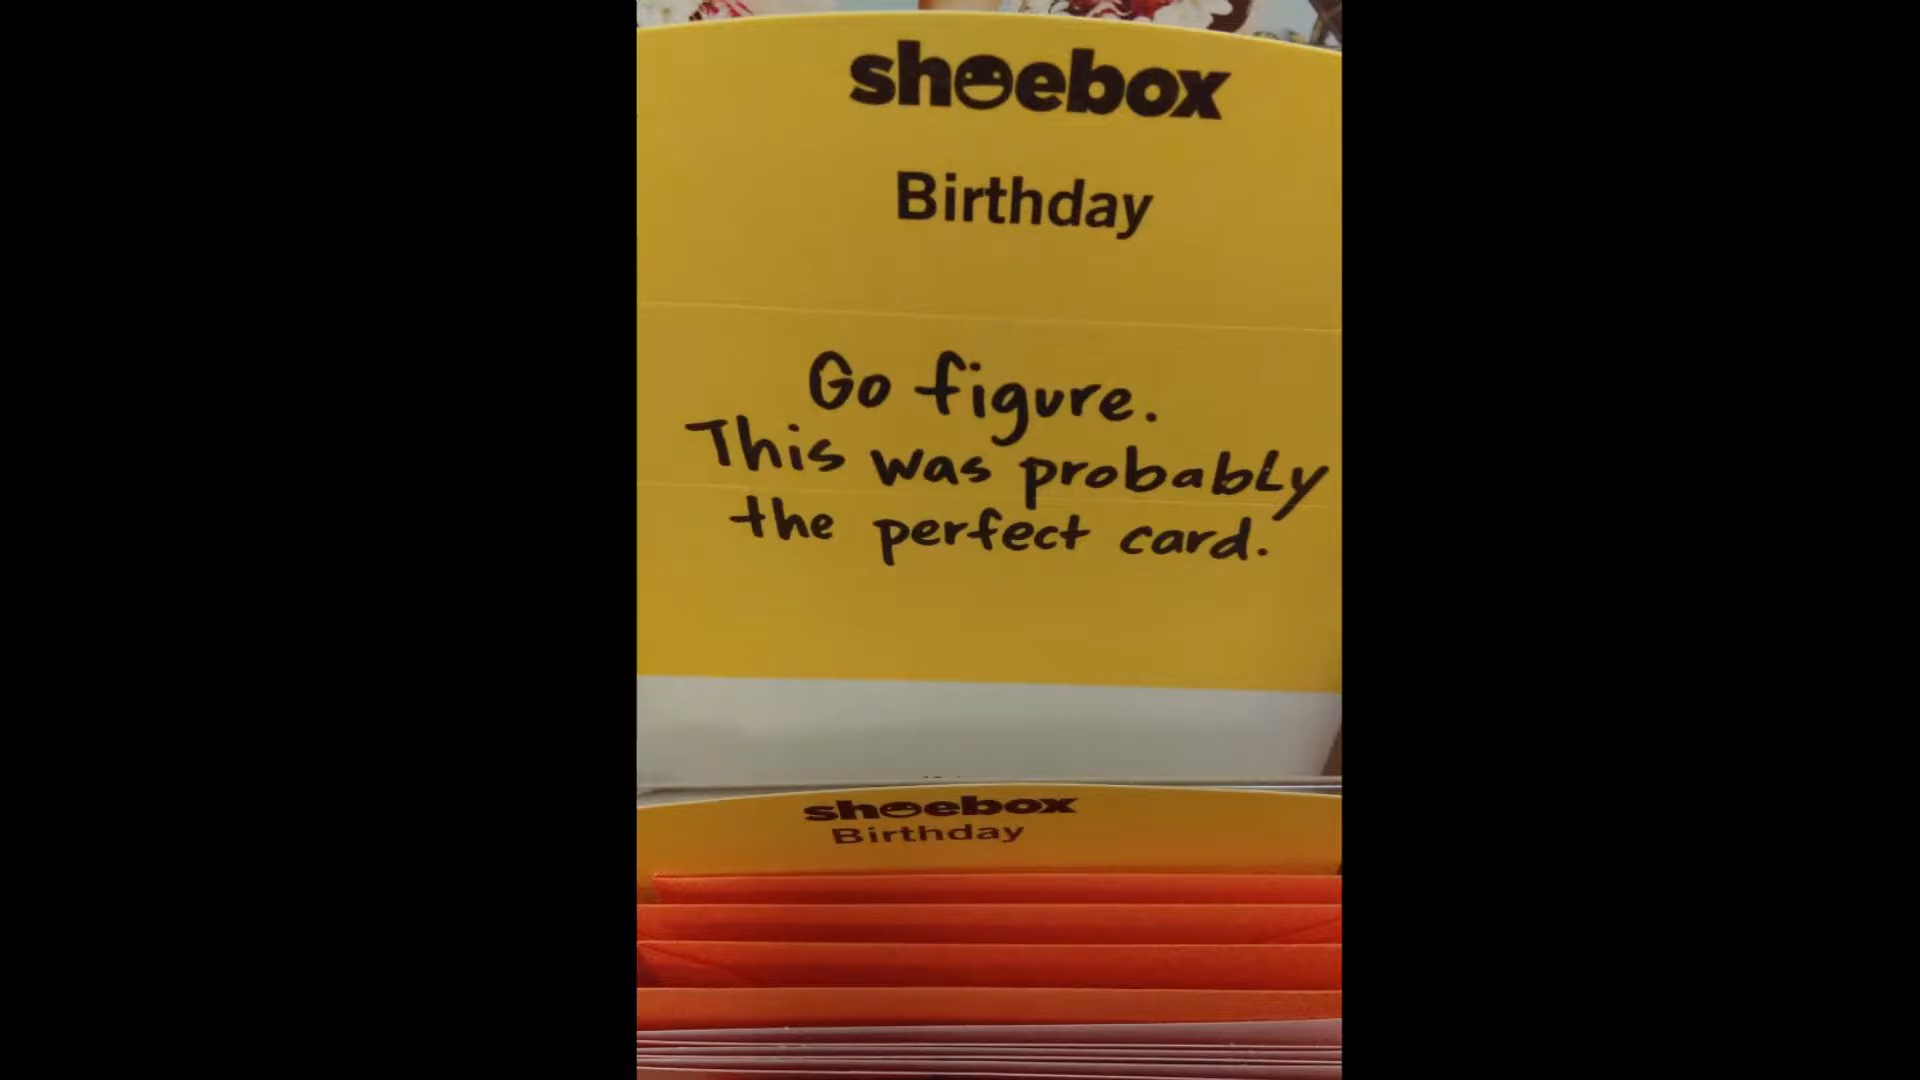 shoebox
Birthday
Go figure.
This was probably
the perfect card.
shoebox
Birthday